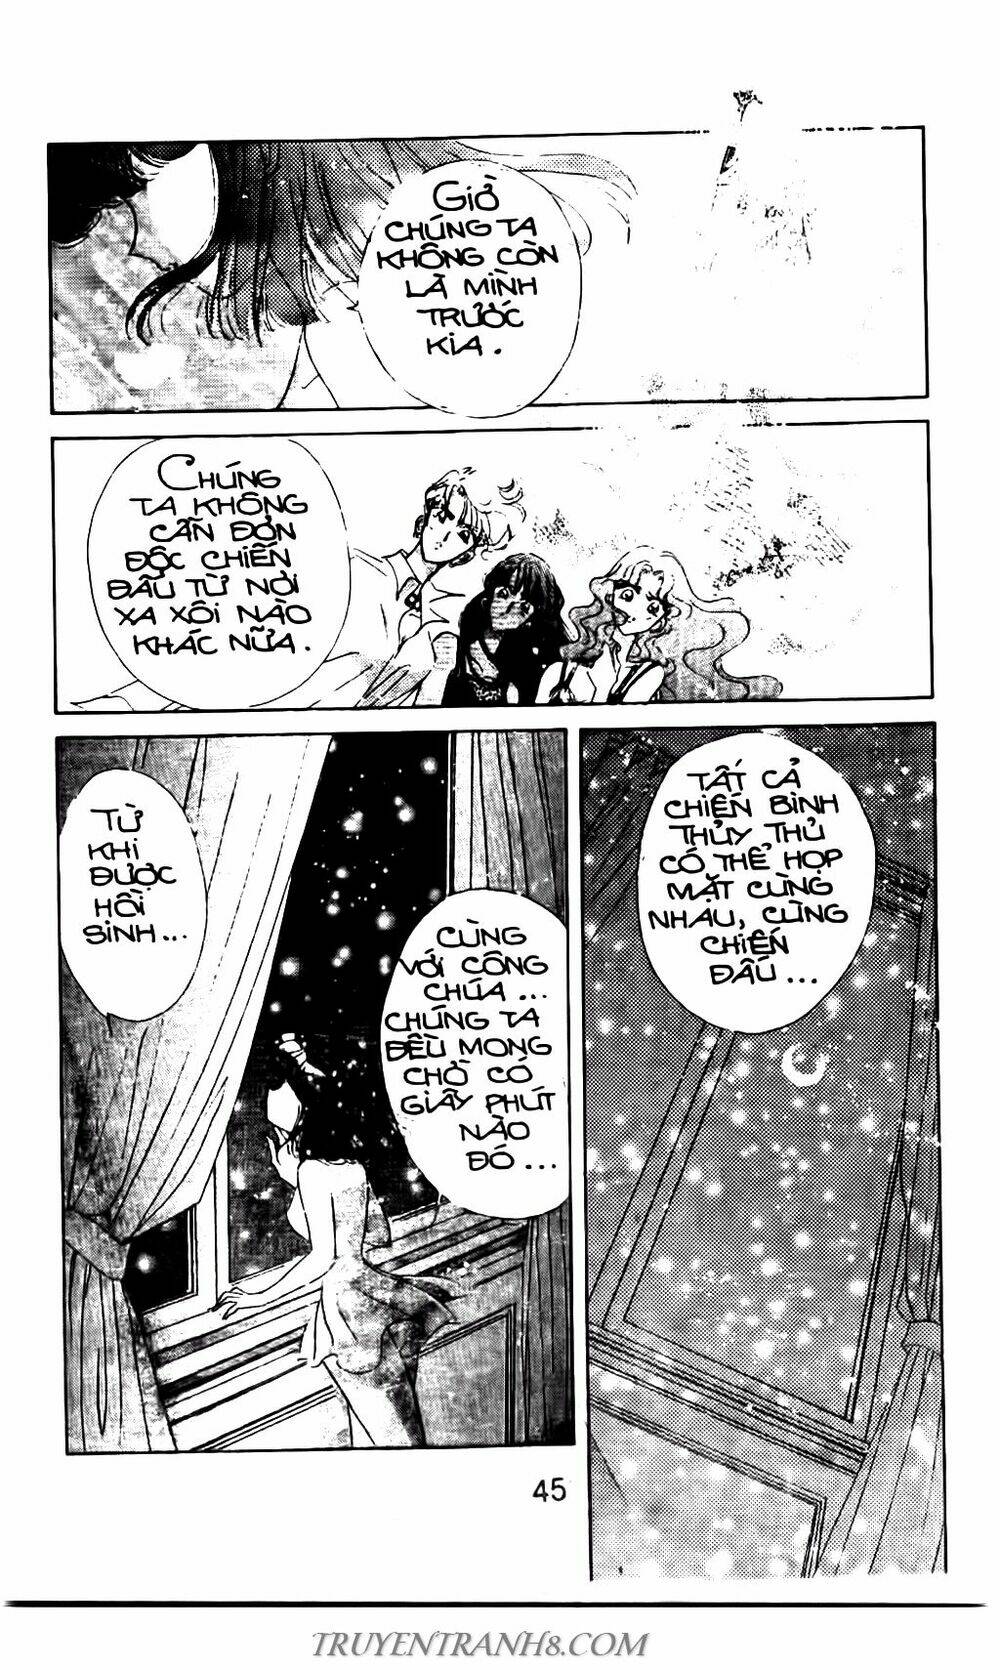 Giờ
CHÚNG TA
KHÔNG CÒN
LÀ MÌNH
TRƯỚC
KIA.
CHÚNG
TA KHÔNG
CẦN ĐƠN
ĐỘC CHIẾN
ĐẤU TỪ NƠI
XA XÔI NÀO
KHÁC NỮA.
TỪ
KHI
ĐƯỢC
HỒI
SINH...
CÙNG
VỚI CÔNG
CHÚA...
CHÚNG TA
ĐỀU MONG
CHỜ CÓ
GIÂY PHÚT
NÀO
ĐÓ...
TẤT CẢ
CHIẾN BINH
THỦY THỦ
CÓ THỂ HỌP
MẶT CÙNG
NHAU, CÙNG
CHIẾN
ĐẤU...
45
TRUYENTRANH8.COM